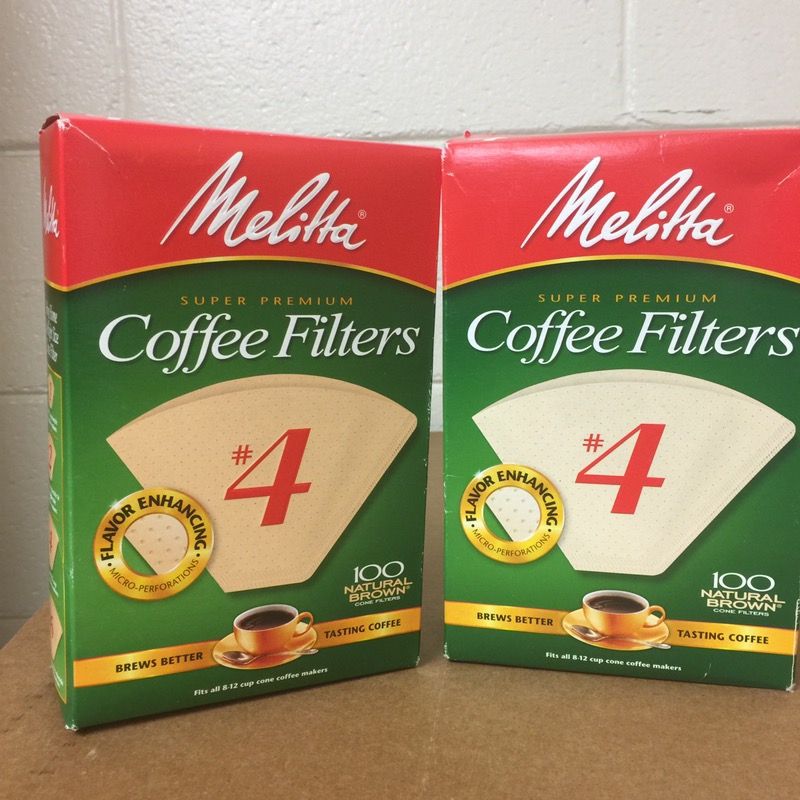 Melitta®
SUPER PREMIUM
Coffee Filters
#4
FLAVOR ENHANCING
MICRO-PERFORATIONS
100
NATURAL
BROWN®
CONE FILTERS
BREWS BETTER
TASTING COFFEE
Fits all 8-12 cup cone coffee makers
Melitta®
SUPER PREMIUM
Coffee Filters
#4
FLAVOR ENHANCING
MICRO-PERFORATIONS
100
NATURAL
BROWN®
CONE FILTERS
BREWS BETTER
TASTING COFFEE
Fits all 8-12 cup cone coffee makers